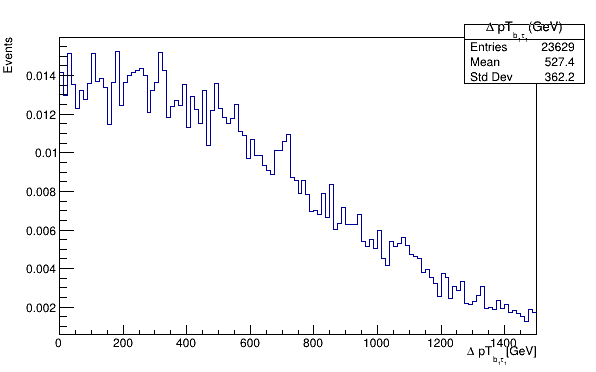 Δ pT_{b₁τ₁}(GeV)
Entries 23629
Mean 527.4
Std Dev 362.2
Events
0.014
0.012
0.01
0.008
0.006
0.004
0.002
0 200 400 600 800 1000 1200 1400
Δ pT_{b₁τ₁}[GeV]